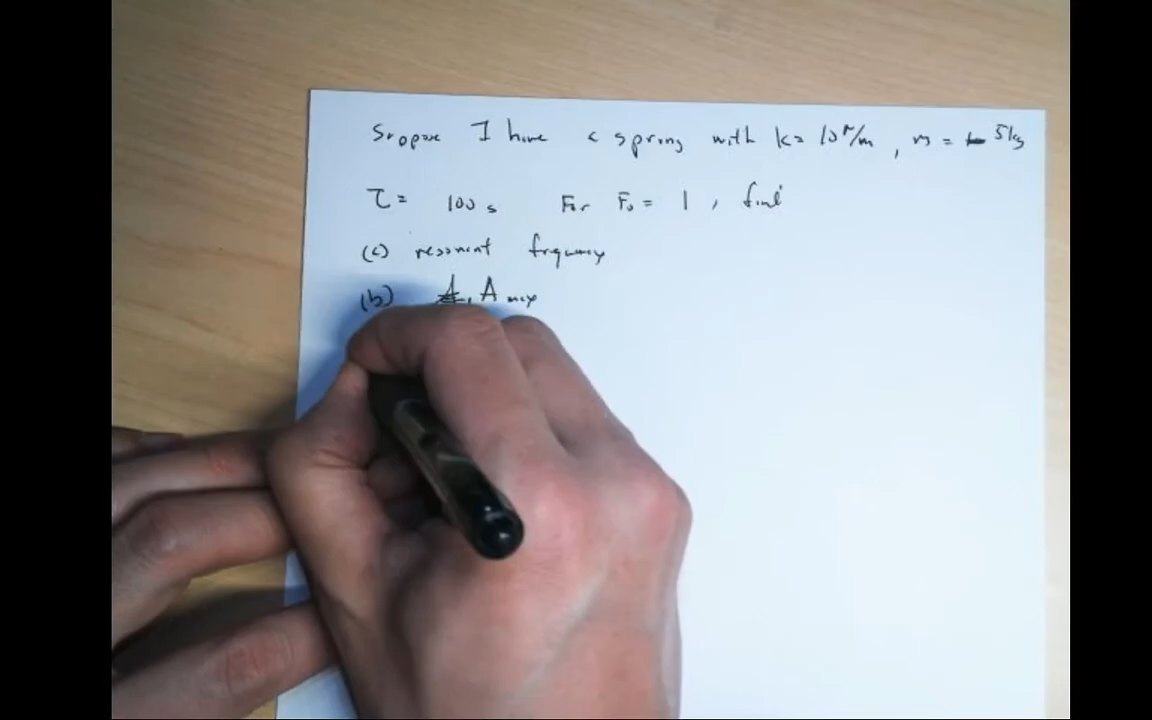 Suppose I have a spring with k = 10 N/m, m = 5kg
τ = 100 s For F₀ = 1, find
(a) resonant frequency
(b) A max